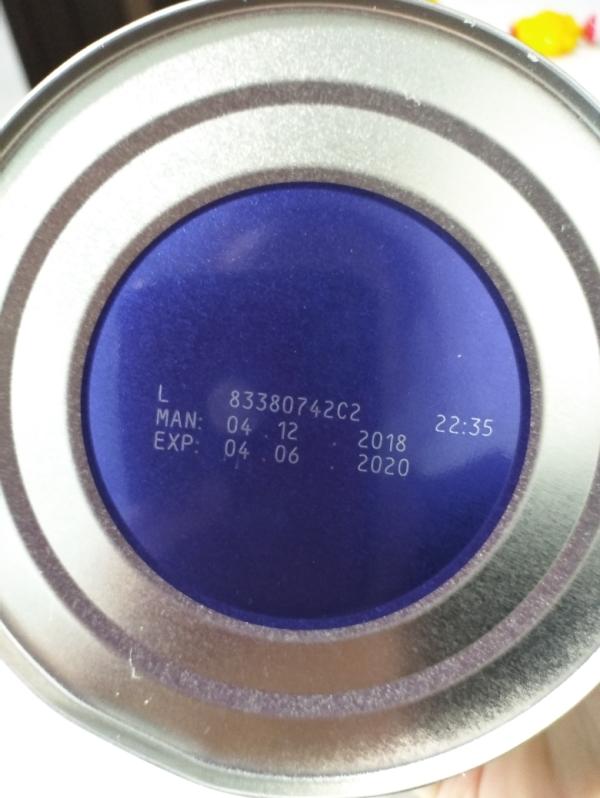 L 83380742C2
MAN: 04 . 12 . 2018 22:35
EXP: 04 . 06 . 2020